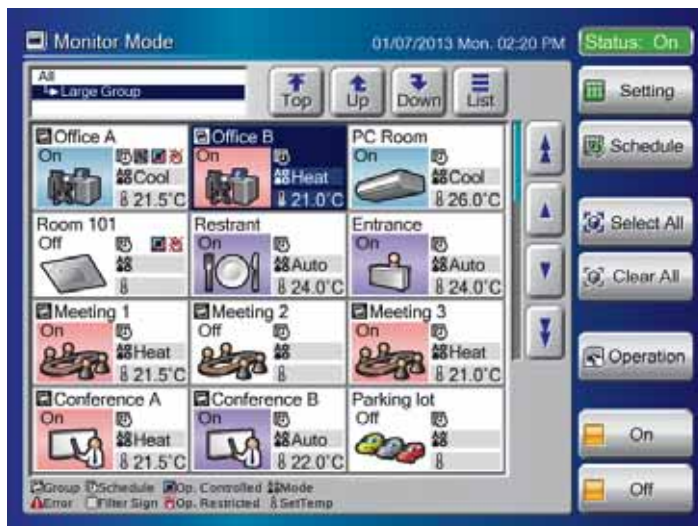 Monitor Mode 01/07/2013 Mon. 02:20 PM Status: On
All
Large Group
Top Up Down List
Setting
Schedule
Select All
Clear All
Operation
On
Off
Office A
On
Cool
21.5°C
Office B
On
Heat
21.0°C
PC Room
On
Cool
26.0°C
Room 101
Off
Restrant
On
Auto
24.0°C
Entrance
On
Auto
24.0°C
Meeting 1
On
Heat
21.5°C
Meeting 2
Off
Meeting 3
On
Heat
21.0°C
Conference A
On
Heat
21.5°C
Conference B
On
Auto
22.0°C
Parking lot
Off
Group Schedule Op. Controlled Mode
Error Filter Sign Op. Restricted SetTemp